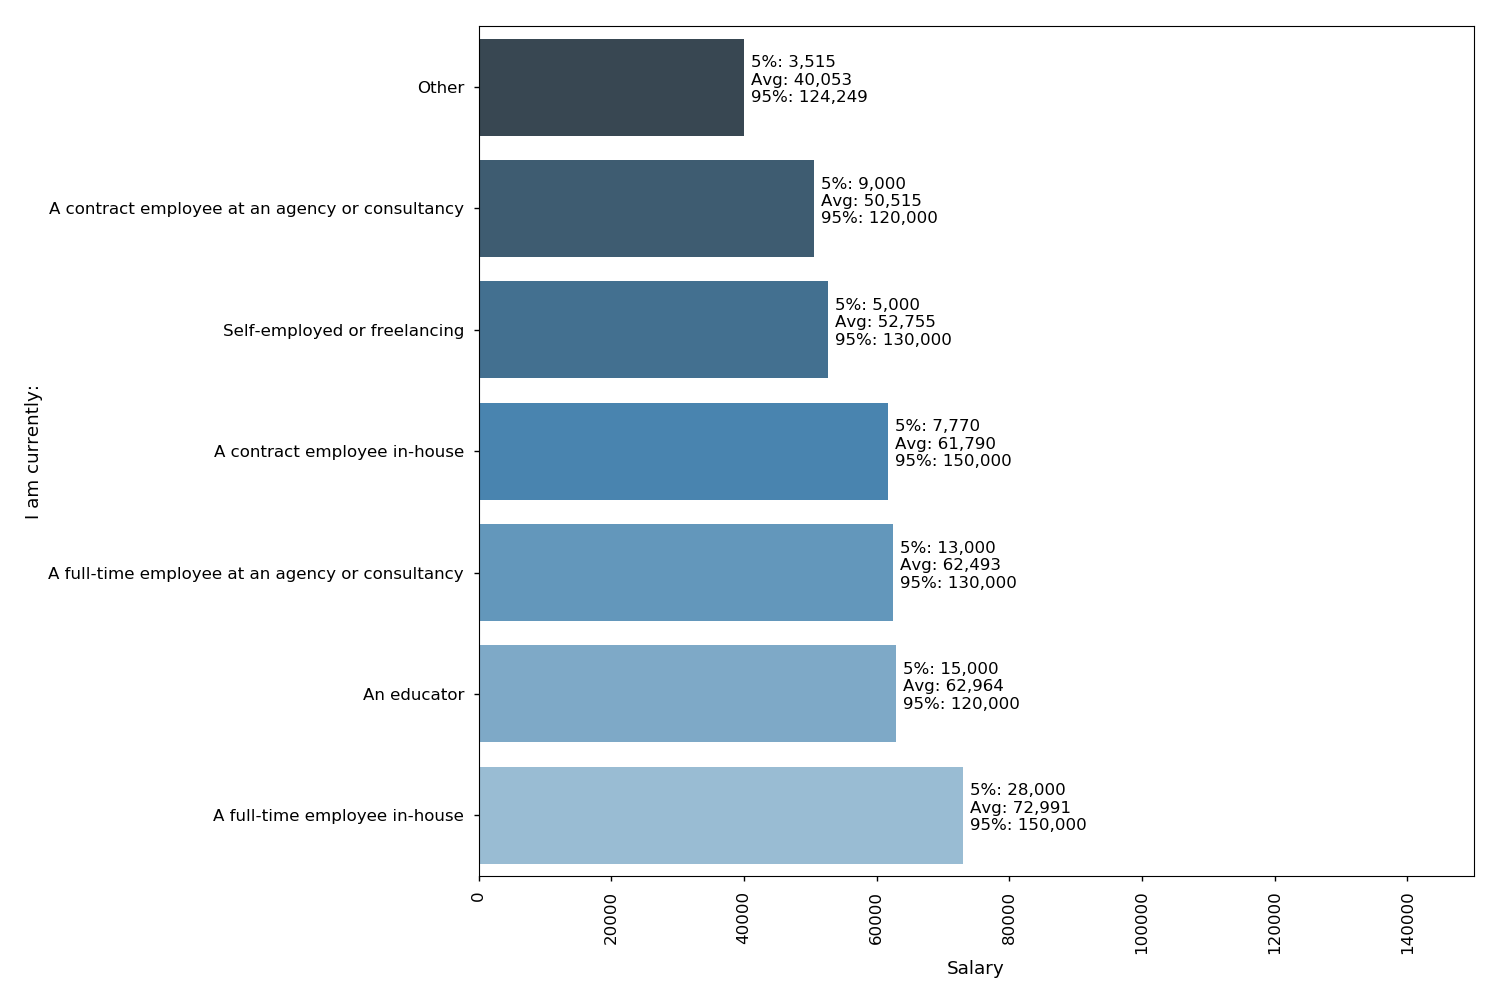 Other
5%: 3,515
Avg: 40,053
95%: 124,249
A contract employee at an agency or consultancy
5%: 9,000
Avg: 50,515
95%: 120,000
Self-employed or freelancing
5%: 5,000
Avg: 52,755
95%: 130,000
A contract employee in-house
5%: 7,770
Avg: 61,790
95%: 150,000
A full-time employee at an agency or consultancy
5%: 13,000
Avg: 62,493
95%: 130,000
An educator
5%: 15,000
Avg: 62,964
95%: 120,000
A full-time employee in-house
5%: 28,000
Avg: 72,991
95%: 150,000
I am currently:
0
20000
40000
60000
80000
100000
120000
140000
Salary